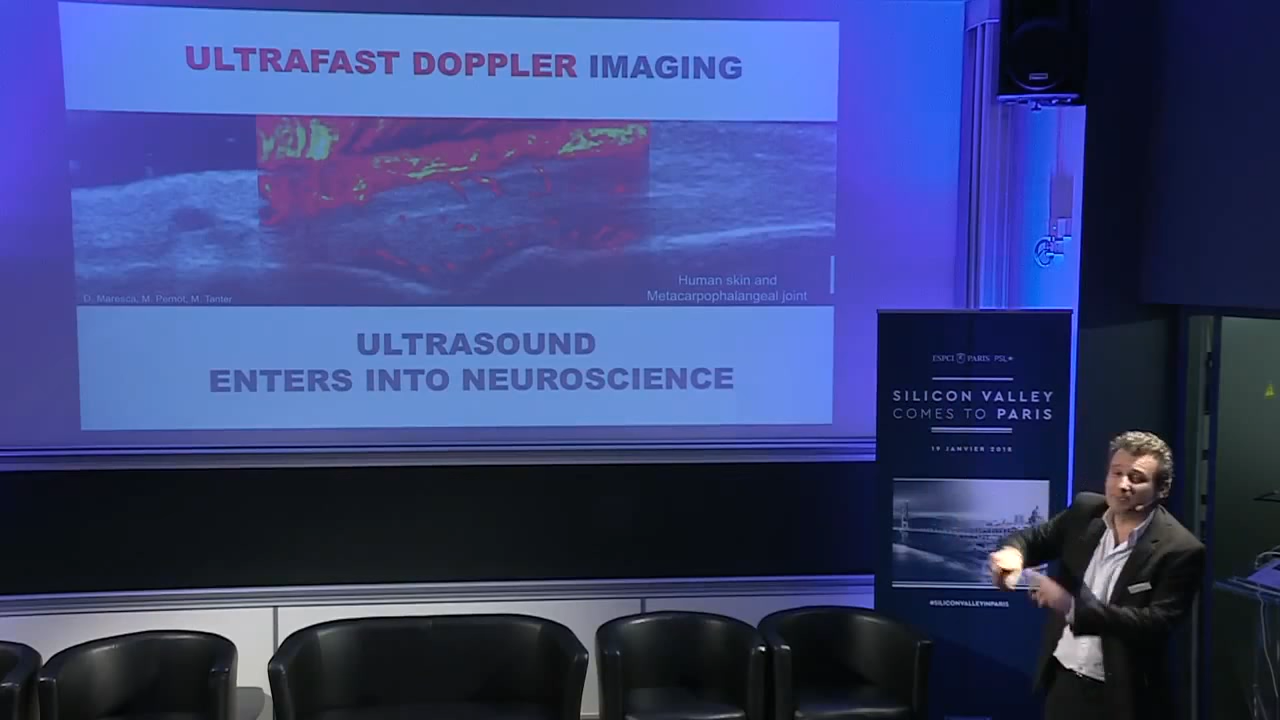 ULTRAFAST DOPPLER IMAGING
D. Maresca, M. Pernot, M. Tanter
Human skin and
Metacarpophalangeal joint
ULTRASOUND
ENTERS INTO NEUROSCIENCE
ESPCI PARIS PSL★
SILICON VALLEY
COMES TO PARIS
19 JANVIER 2018
#SILICONVALLEYINPARIS